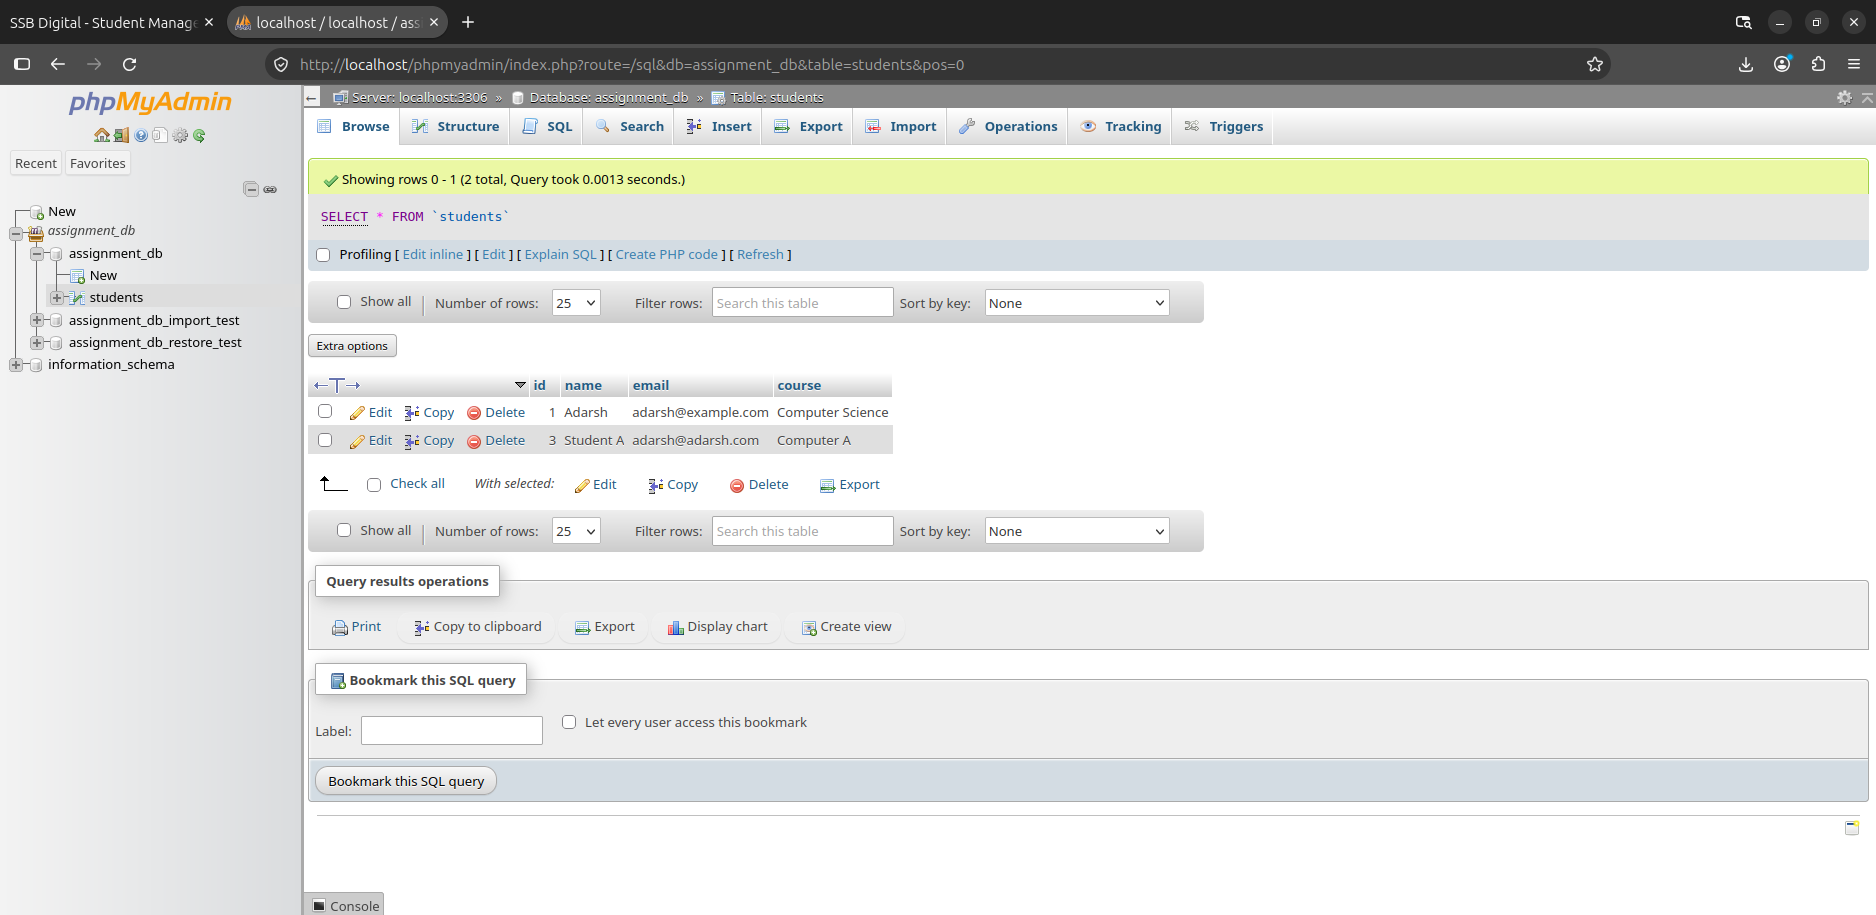 SSB Digital - Student Manag
localhost / localhost / ass
http://localhost/phpmyadmin/index.php?route=/sql&db=assignment_db&table=students&pos=0
phpMyAdmin
Recent Favorites
New
assignment_db
assignment_db
New
students
assignment_db_import_test
assignment_db_restore_test
information_schema
Server: localhost:3306 » Database: assignment_db » Table: students
Browse Structure SQL Search Insert Export Import Operations Tracking Triggers
Showing rows 0 - 1 (2 total, Query took 0.0013 seconds.)
SELECT * FROM `students`
Profiling [ Edit inline ] [ Edit ] [ Explain SQL ] [ Create PHP code ] [ Refresh ]
Show all Number of rows: 25 Filter rows: Search this table Sort by key: None
Extra options
id name email course
Edit Copy Delete 1 Adarsh adarsh@example.com Computer Science
Edit Copy Delete 3 Student A adarsh@adarsh.com Computer A
Check all With selected: Edit Copy Delete Export
Show all Number of rows: 25 Filter rows: Search this table Sort by key: None
Query results operations
Print Copy to clipboard Export Display chart Create view
Bookmark this SQL query
Label: Let every user access this bookmark
Bookmark this SQL query
Console